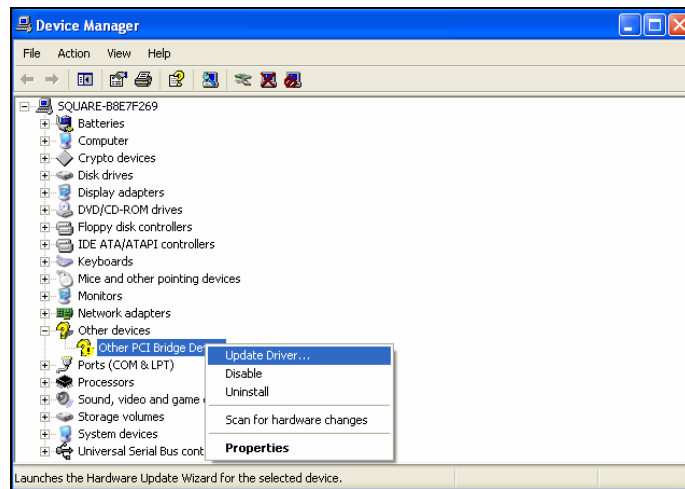 Device Manager
File Action View Help
SQUARE-B8E7F269
Batteries
Computer
Crypto devices
Disk drives
Display adapters
DVD/CD-ROM drives
Floppy disk controllers
IDE ATA/ATAPI controllers
Keyboards
Mice and other pointing devices
Monitors
Network adapters
Other devices
Other PCI Bridge De
Ports (COM & LPT)
Processors
Sound, video and game
Storage volumes
System devices
Universal Serial Bus cont
Update Driver...
Disable
Uninstall
Scan for hardware changes
Properties
Launches the Hardware Update Wizard for the selected device.